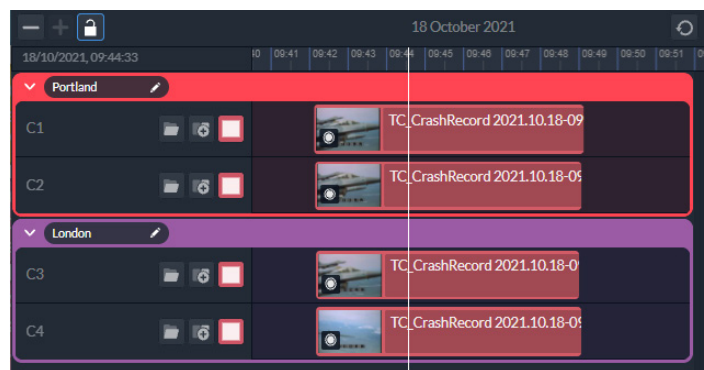 18 October 2021
18/10/2021, 09:44:33
40 09:41 09:42 09:43 09:44 09:45 09:46 09:47 09:48 09:49 09:50 09:51
Portland
C1 TC_CrashRecord 2021.10.18-09
C2 TC_CrashRecord 2021.10.18-09
London
C3 TC_CrashRecord 2021.10.18-0
C4 TC_CrashRecord 2021.10.18-09